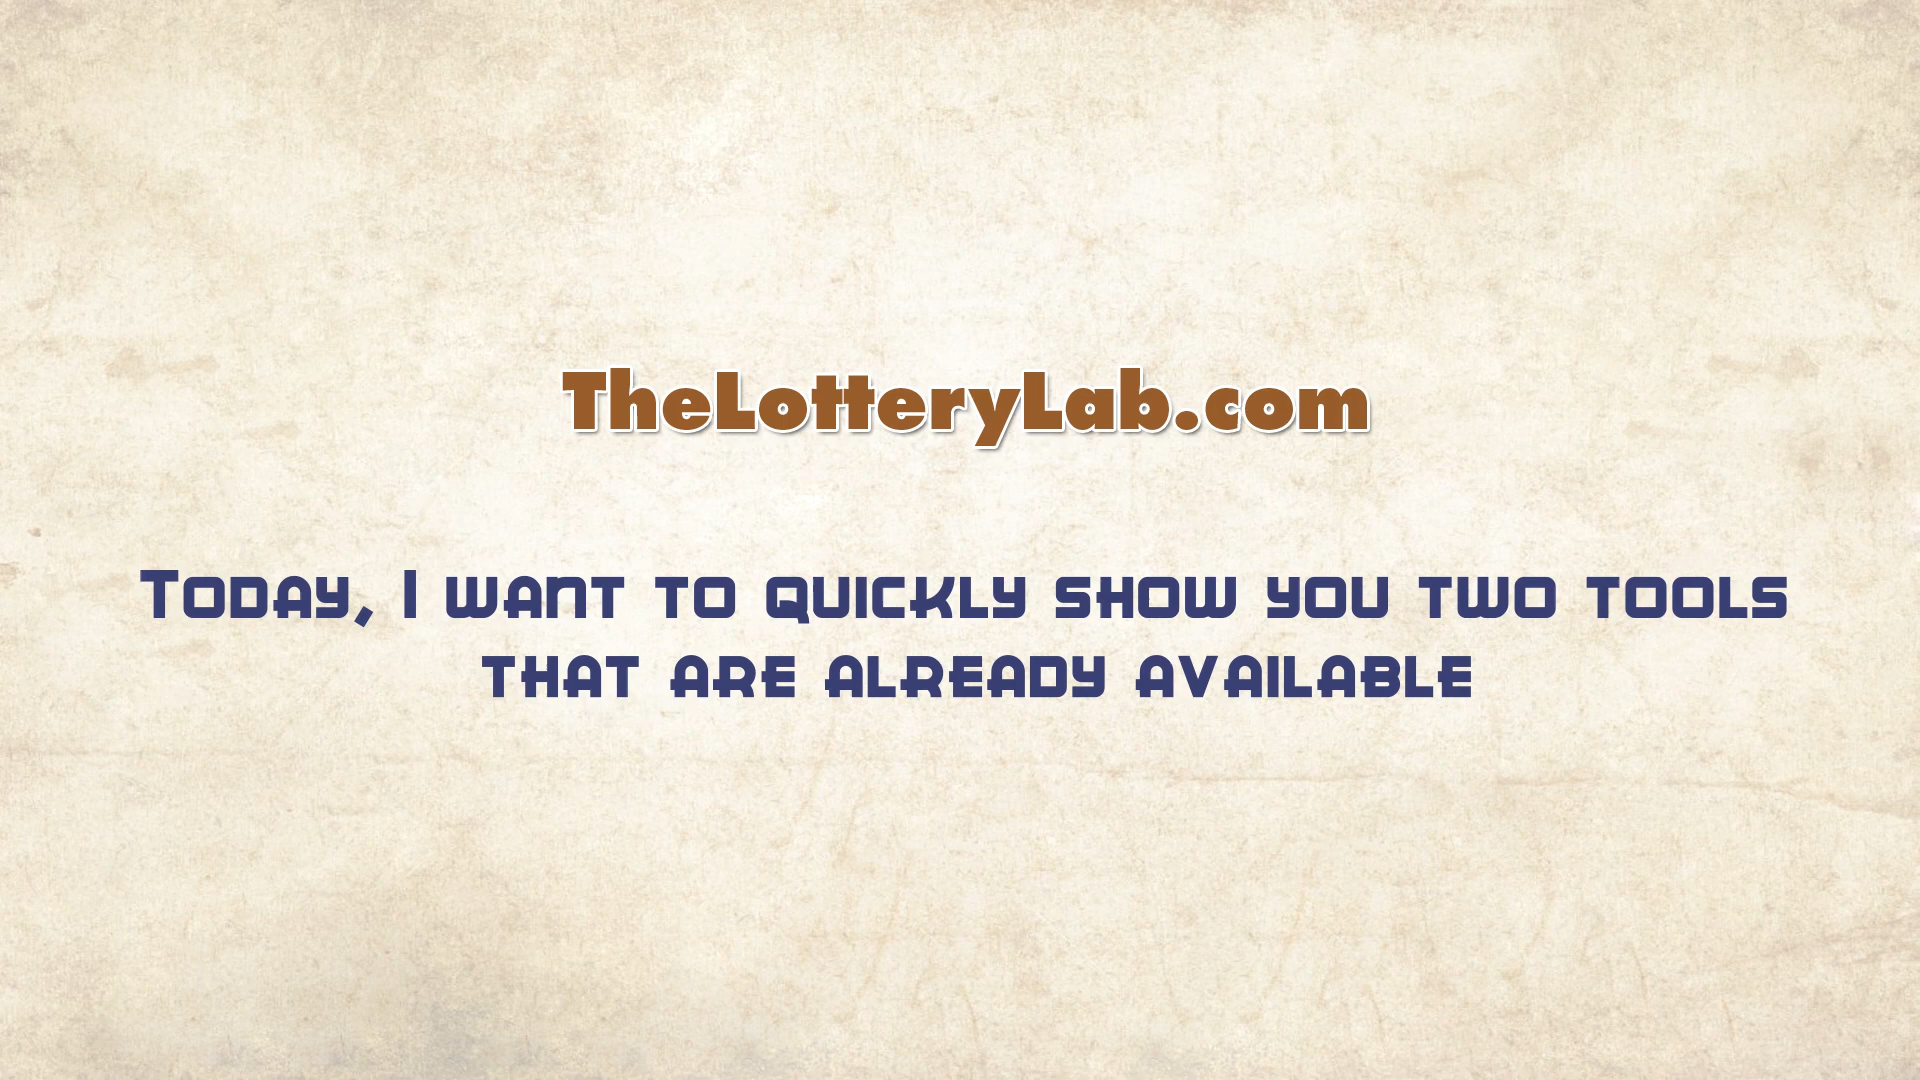 TheLotteryLab.com
Today, I want to quickly show you two tools
that are already available